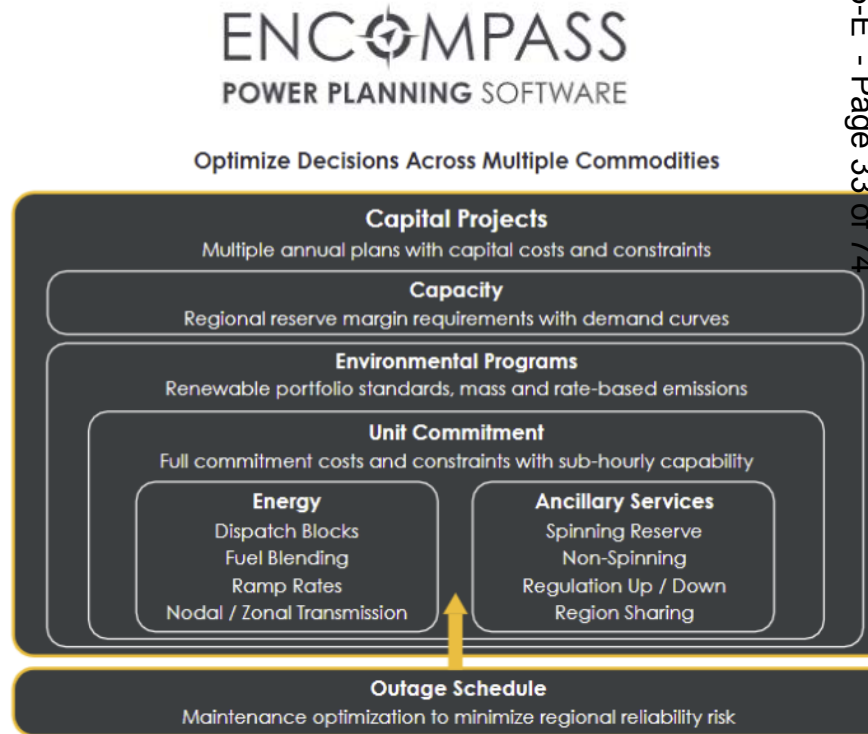 ENCOMPASS
POWER PLANNING SOFTWARE
Optimize Decisions Across Multiple Commodities
Capital Projects
Multiple annual plans with capital costs and constraints
Capacity
Regional reserve margin requirements with demand curves
Environmental Programs
Renewable portfolio standards, mass and rate-based emissions
Unit Commitment
Full commitment costs and constraints with sub-hourly capability
Energy
Dispatch Blocks
Fuel Blending
Ramp Rates
Nodal / Zonal Transmission
Ancillary Services
Spinning Reserve
Non-Spinning
Regulation Up / Down
Region Sharing
Outage Schedule
Maintenance optimization to minimize regional reliability risk
-E - Page 33 of 74